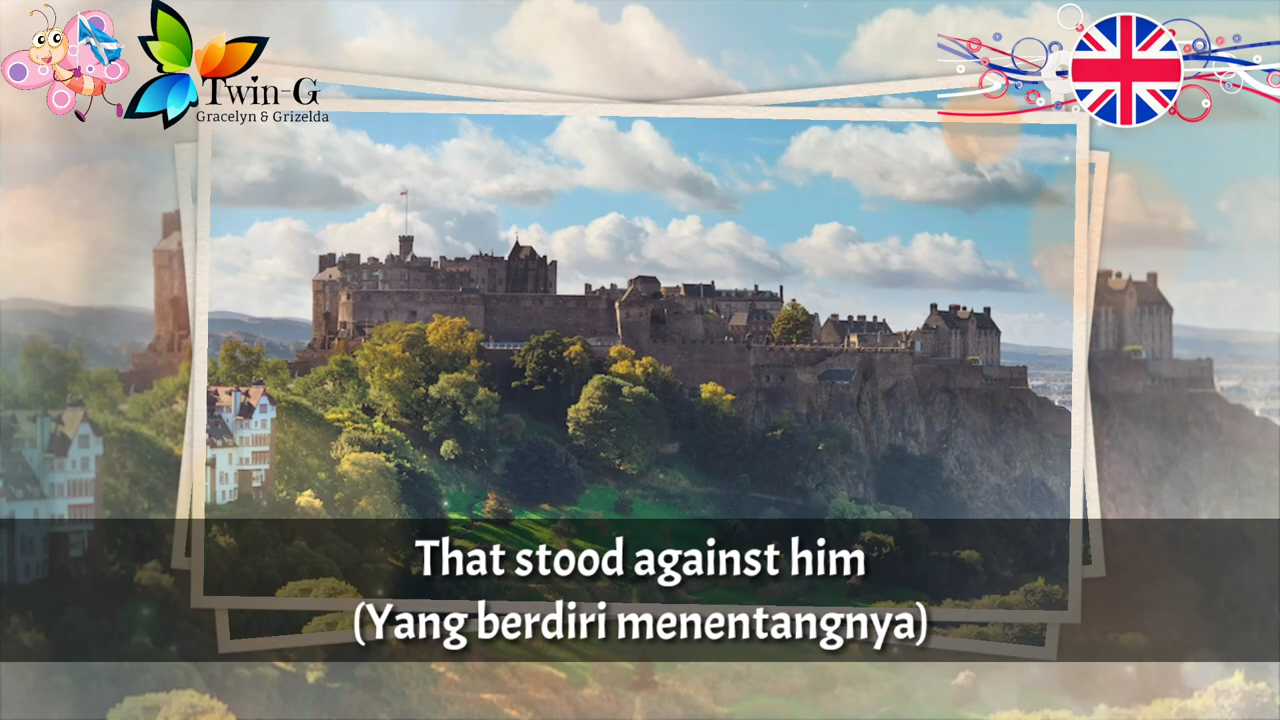 Twin-G
Gracelyn & Grizelda
That stood against him
(Yang berdiri menentangnya)